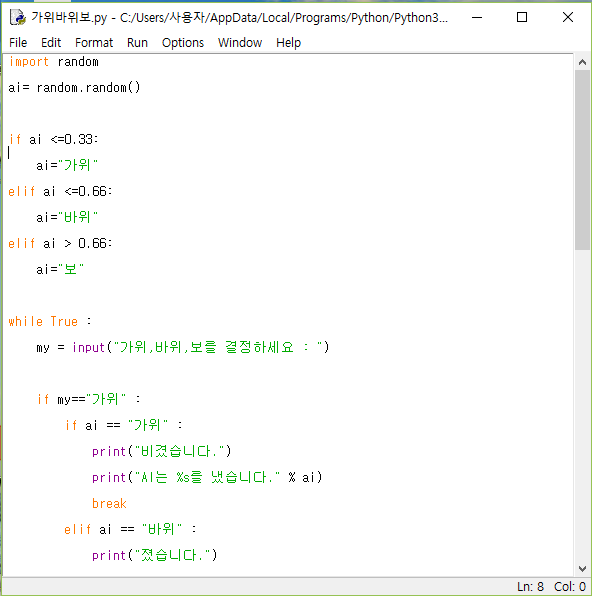 가위바위보.py - C:/Users/사용자/AppData/Local/Programs/Python/Python3...
File Edit Format Run Options Window Help
import random
ai= random.random()
if ai <=0.33:
    ai="가위"
elif ai <=0.66:
    ai="바위"
elif ai > 0.66:
    ai="보"
while True :
    my = input("가위,바위,보를 결정하세요 : ")
    if my=="가위" :
        if ai == "가위" :
            print("비겼습니다.")
            print("AI는 %s를 냈습니다." % ai)
            break
        elif ai == "바위" :
            print("졌습니다.")
Ln: 8 Col: 0